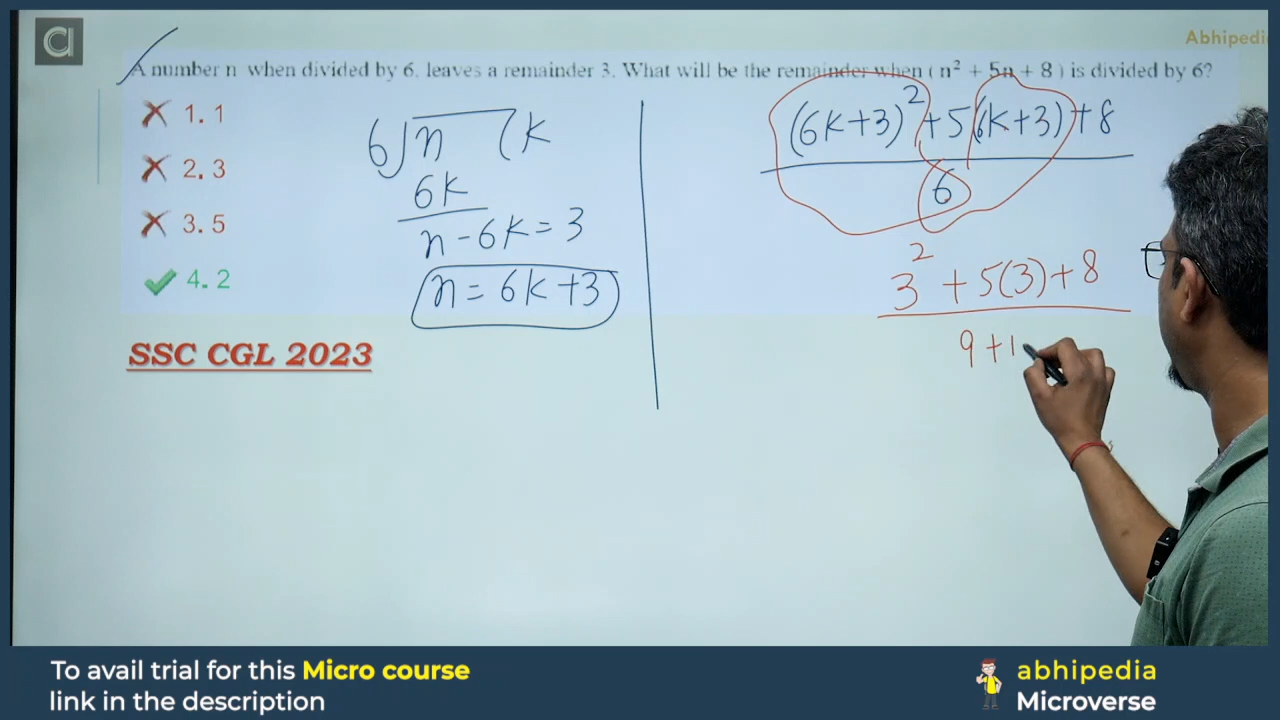 Abhipedi
A number n when divided by 6. leaves a remainder 3. What will be the remainder when ( n² + 5n + 8 ) is divided by 6?
1. 1
2. 3
3. 5
4. 2
SSC CGL 2023
6)n(k
6k
n - 6k = 3
n = 6k + 3
(6k+3)² + 5(6k+3) + 8
6
3² + 5(3) + 8
9 + 1
To avail trial for this Micro course
link in the description
abhipedia
Microverse